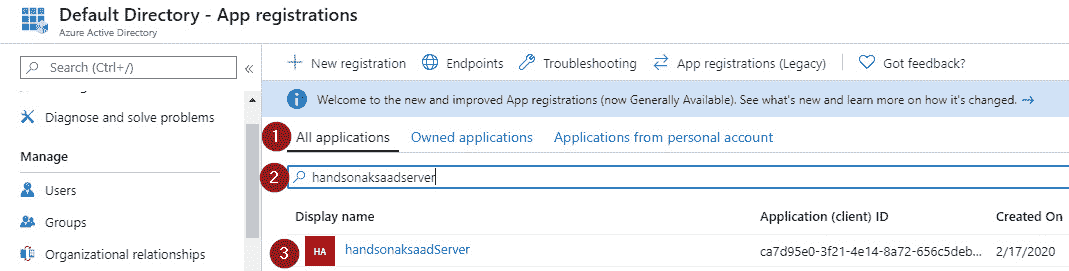 Default Directory - App registrations
Azure Active Directory
Search (Ctrl+/)
«
New registration
Endpoints
Troubleshooting
App registrations (Legacy)
Got feedback?
Welcome to the new and improved App registrations (now Generally Available). See what's new and learn more on how it's changed. →
Diagnose and solve problems
Manage
Users
Groups
Organizational relationships
1 All applications Owned applications Applications from personal account
2 handsonaksaadserver
Display name Application (client) ID Created On
3 HA handsonaksaadServer ca7d95e0-3f21-4e14-8a72-656c5deb... 2/17/2020